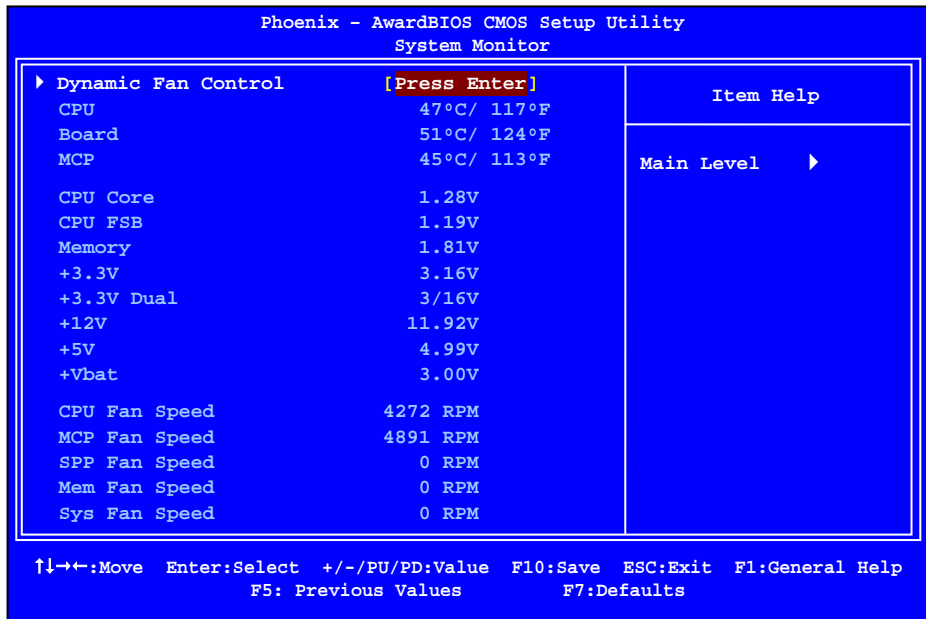 Phoenix – AwardBIOS CMOS Setup Utility
System Monitor
Dynamic Fan Control [Press Enter]
CPU 47°C/ 117°F
Board 51°C/ 124°F
MCP 45°C/ 113°F
CPU Core 1.28V
CPU FSB 1.19V
Memory 1.81V
+3.3V 3.16V
+3.3V Dual 3/16V
+12V 11.92V
+5V 4.99V
+Vbat 3.00V
CPU Fan Speed 4272 RPM
MCP Fan Speed 4891 RPM
SPP Fan Speed 0 RPM
Mem Fan Speed 0 RPM
Sys Fan Speed 0 RPM
Item Help
Main Level
↑↓→←:Move Enter:Select +/-/PU/PD:Value F10:Save ESC:Exit F1:General Help
F5: Previous Values F7:Defaults